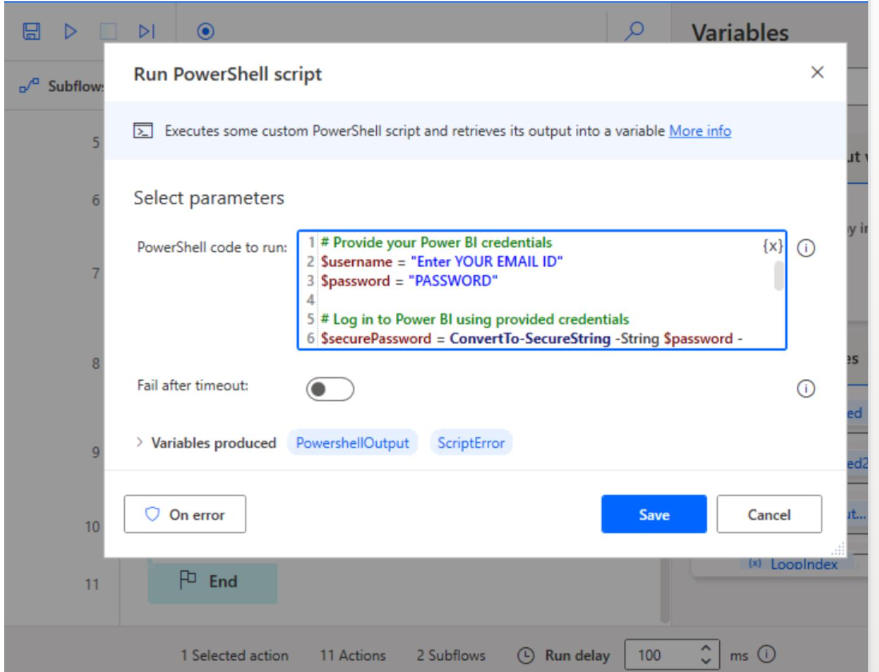 Variables
Subflows
Run PowerShell script
Executes some custom PowerShell script and retrieves its output into a variable More info
Select parameters
PowerShell code to run:
1 # Provide your Power BI credentials
2 $username = "Enter YOUR EMAIL ID"
3 $password = "PASSWORD"
4
5 # Log in to Power BI using provided credentials
6 $securePassword = ConvertTo-SecureString -String $password -
{x}
Fail after timeout:
Variables produced PowershellOutput ScriptError
On error Save Cancel
5
6
7
8
9
10
11 End
(x) LoopIndex
1 Selected action 11 Actions 2 Subflows Run delay 100 ms